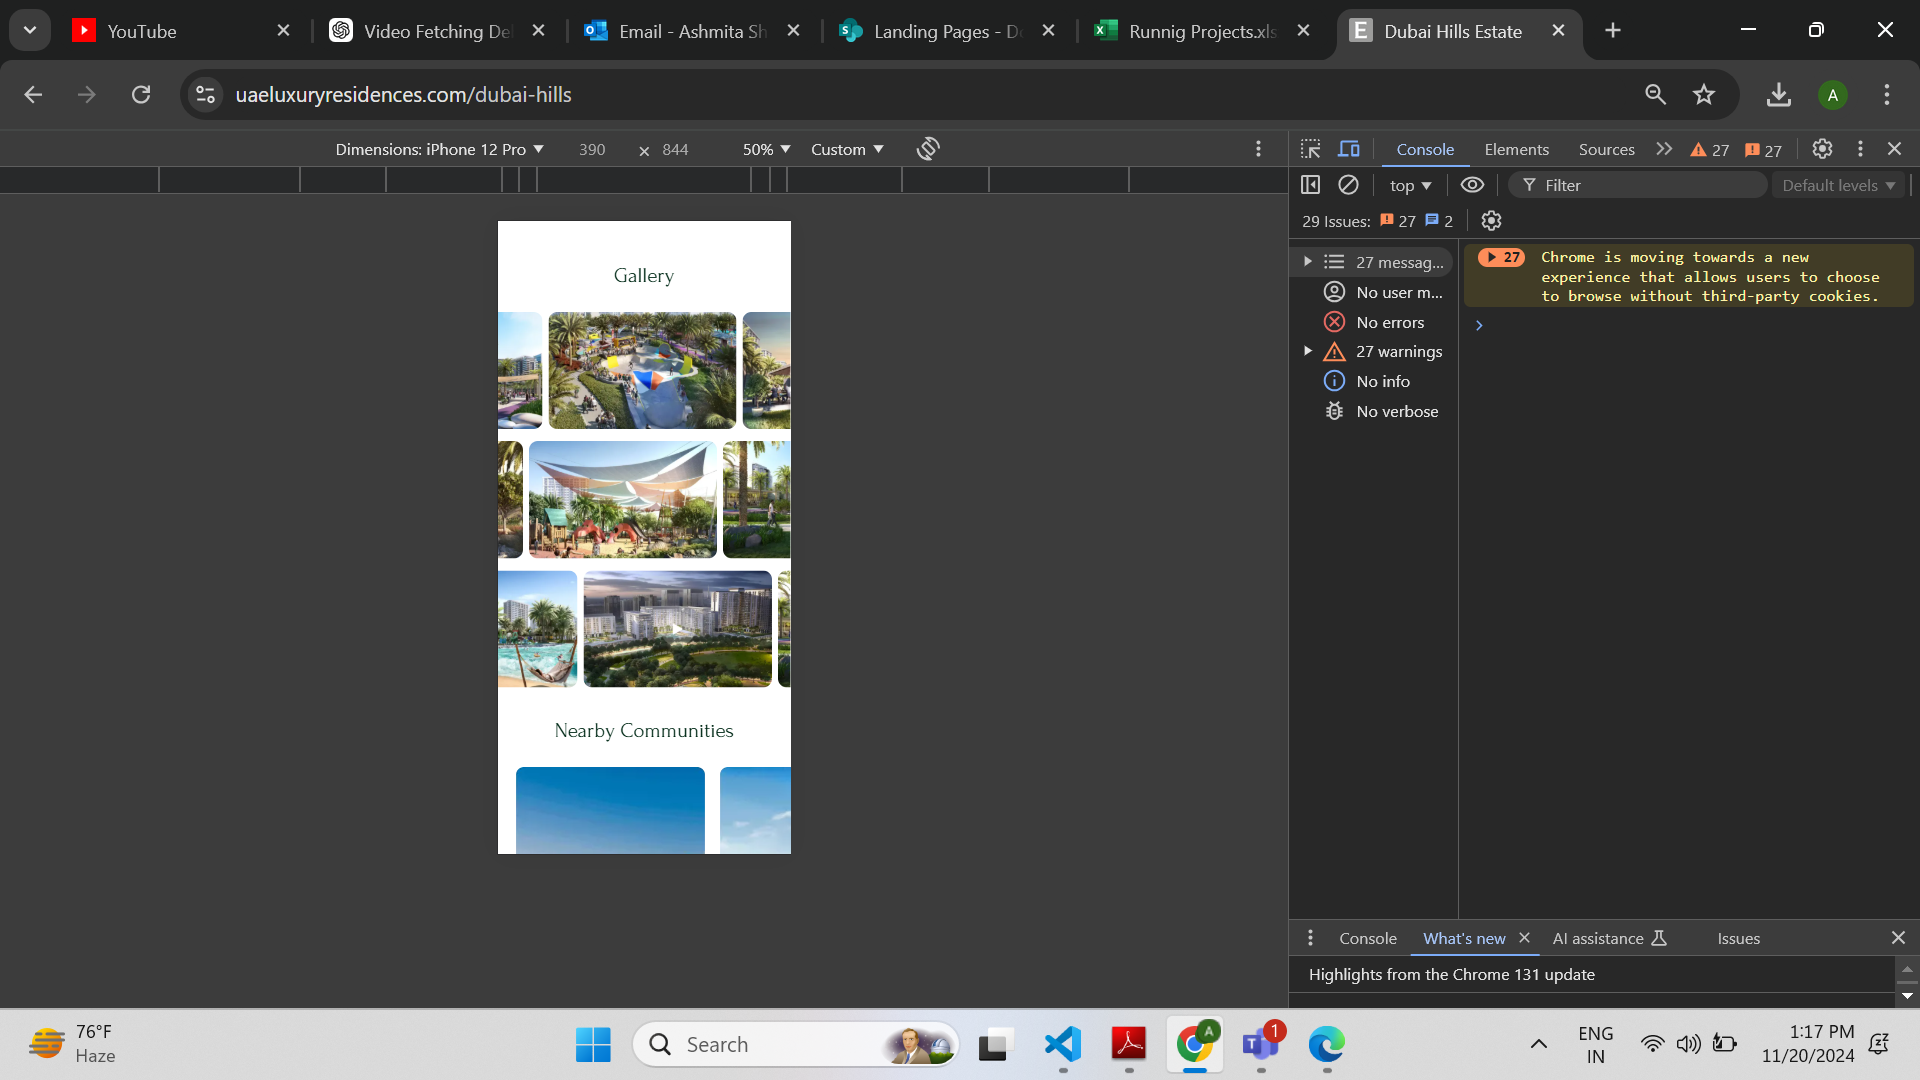 YouTube
Video Fetching Del
Email - Ashmita Sh
Landing Pages - Do
Runnig Projects.xls
E
Dubai Hills Estate
uaeluxuryresidences.com/dubai-hills
A
Dimensions: iPhone 12 Pro
390
×
844
50%
Custom
Console
Elements
Sources
27
27
top
Filter
Default levels
29 Issues:
27
2
27 messag...
No user m...
No errors
27 warnings
No info
No verbose
27
Chrome is moving towards a new
experience that allows users to choose
to browse without third-party cookies.
Gallery
Nearby Communities
Console
What's new
AI assistance
Issues
Highlights from the Chrome 131 update
76°F
Haze
Search
A
1
ENG
IN
1:17 PM
11/20/2024